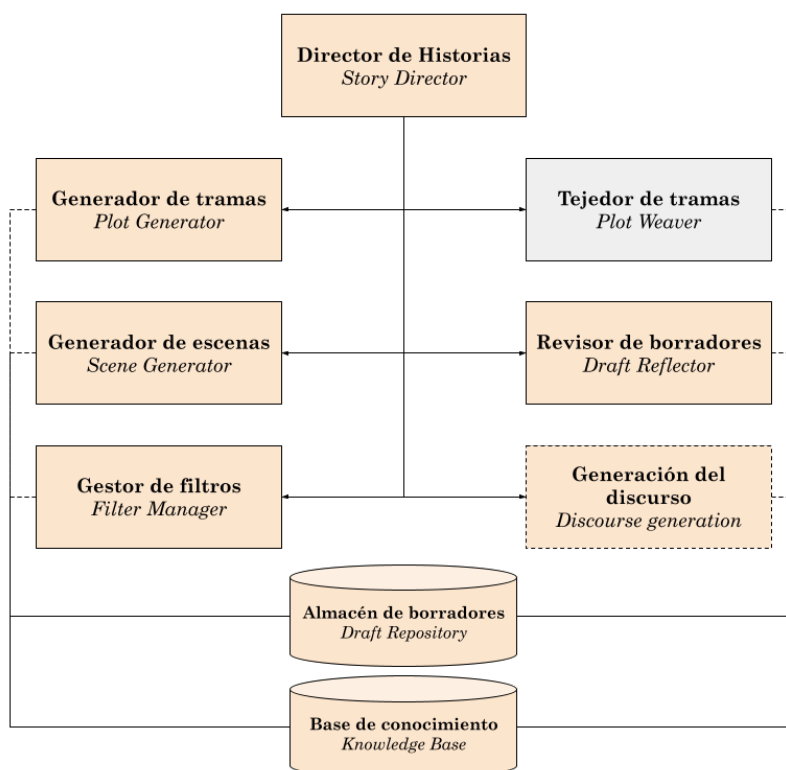 Director de Historias
Story Director
Generador de tramas
Plot Generator
Tejedor de tramas
Plot Weaver
Generador de escenas
Scene Generator
Revisor de borradores
Draft Reflector
Gestor de filtros
Filter Manager
Generación del
discurso
Discourse generation
Almacén de borradores
Draft Repository
Base de conocimiento
Knowledge Base